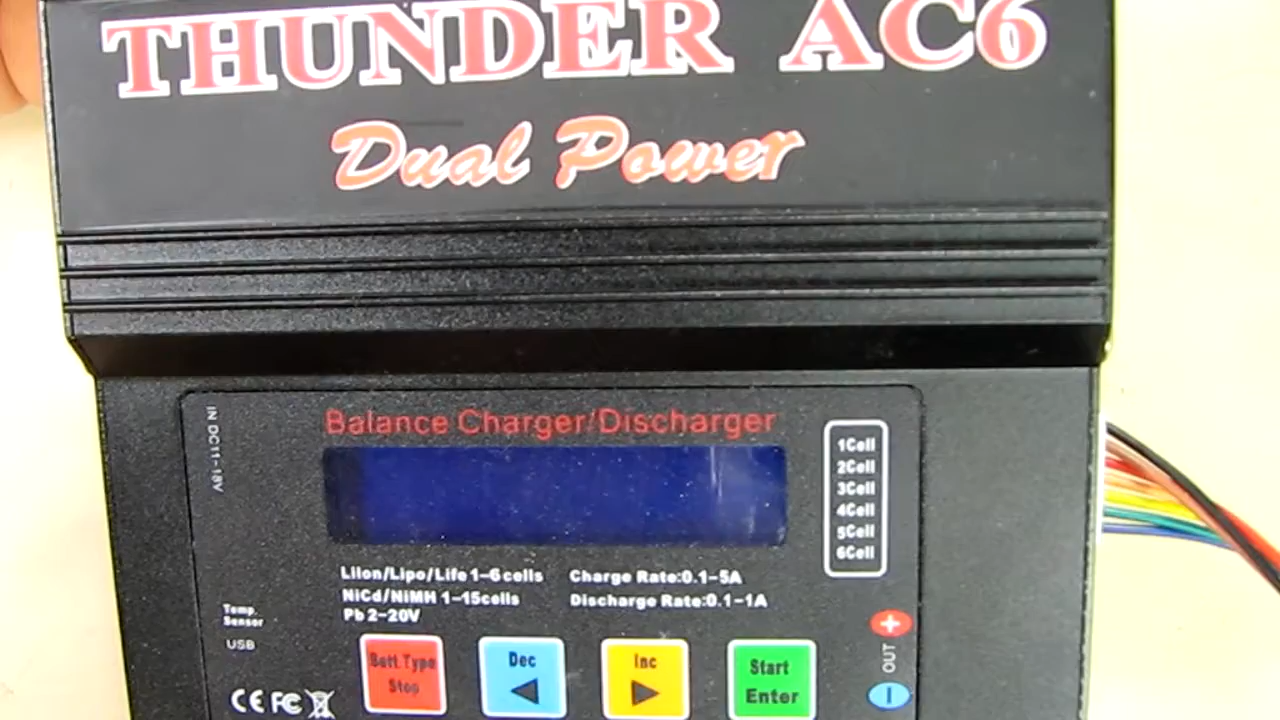 THUNDER AC6
Dual Power
IN DC11-18V
Balance Charger/Discharger
1Cell
2Cell
3Cell
4Cell
5Cell
6Cell
LiIon/Lipo/Life 1-6cells
NiCd/NiMH 1-15cells
Pb 2-20V
Charge Rate:0.1-5A
Discharge Rate:0.1-1A
Temp.
Sensor
USB
Batt.Type
Stop
Dec
Inc
Start
Enter
+
OUT
CE FC